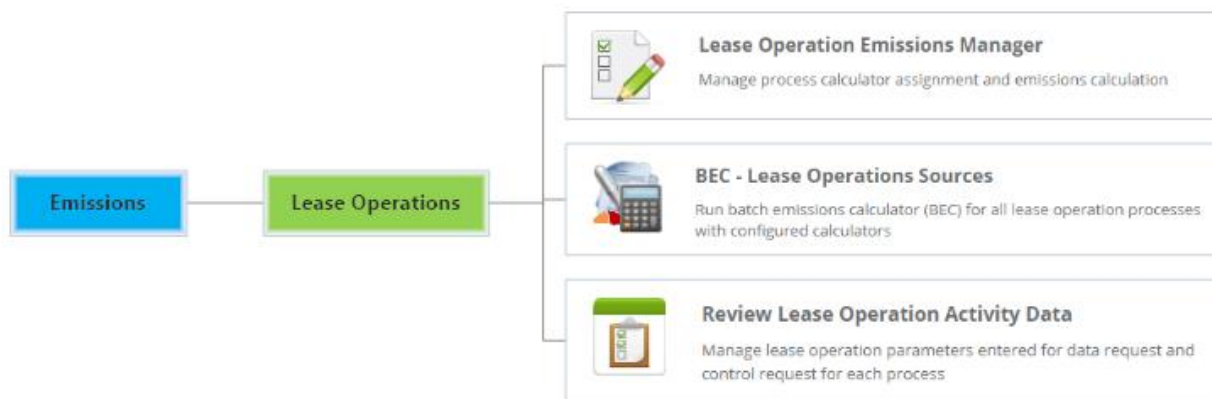 Emissions
Lease Operations
Lease Operation Emissions Manager
Manage process calculator assignment and emissions calculation
BEC - Lease Operations Sources
Run batch emissions calculator (BEC) for all lease operation processes
with configured calculators
Review Lease Operation Activity Data
Manage lease operation parameters entered for data request and
control request for each process